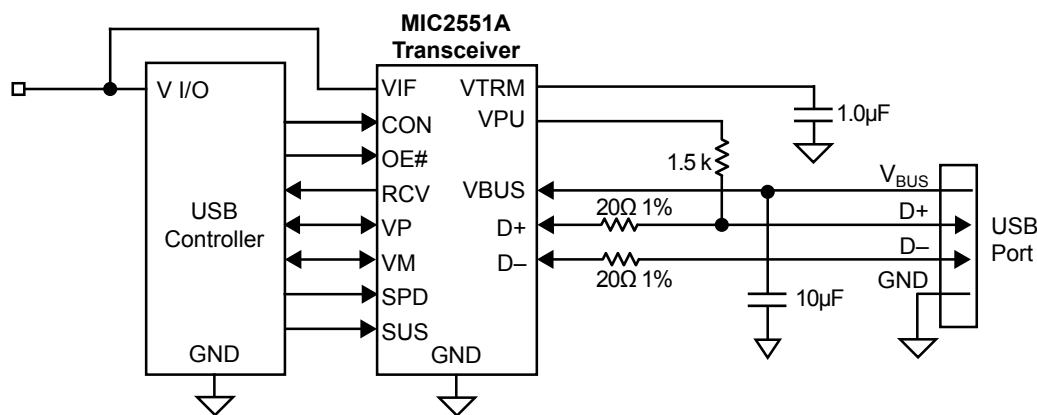 MIC2551A
Transceiver
V I/O
VIF
VTRM
CON
VPU
1.0µF
OE#
1.5 k
RCV
VBUS
VBUS
USB
Controller
VP
D+
20Ω 1%
D+
USB
Port
VM
D–
20Ω 1%
D–
SPD
10µF
GND
SUS
GND
GND